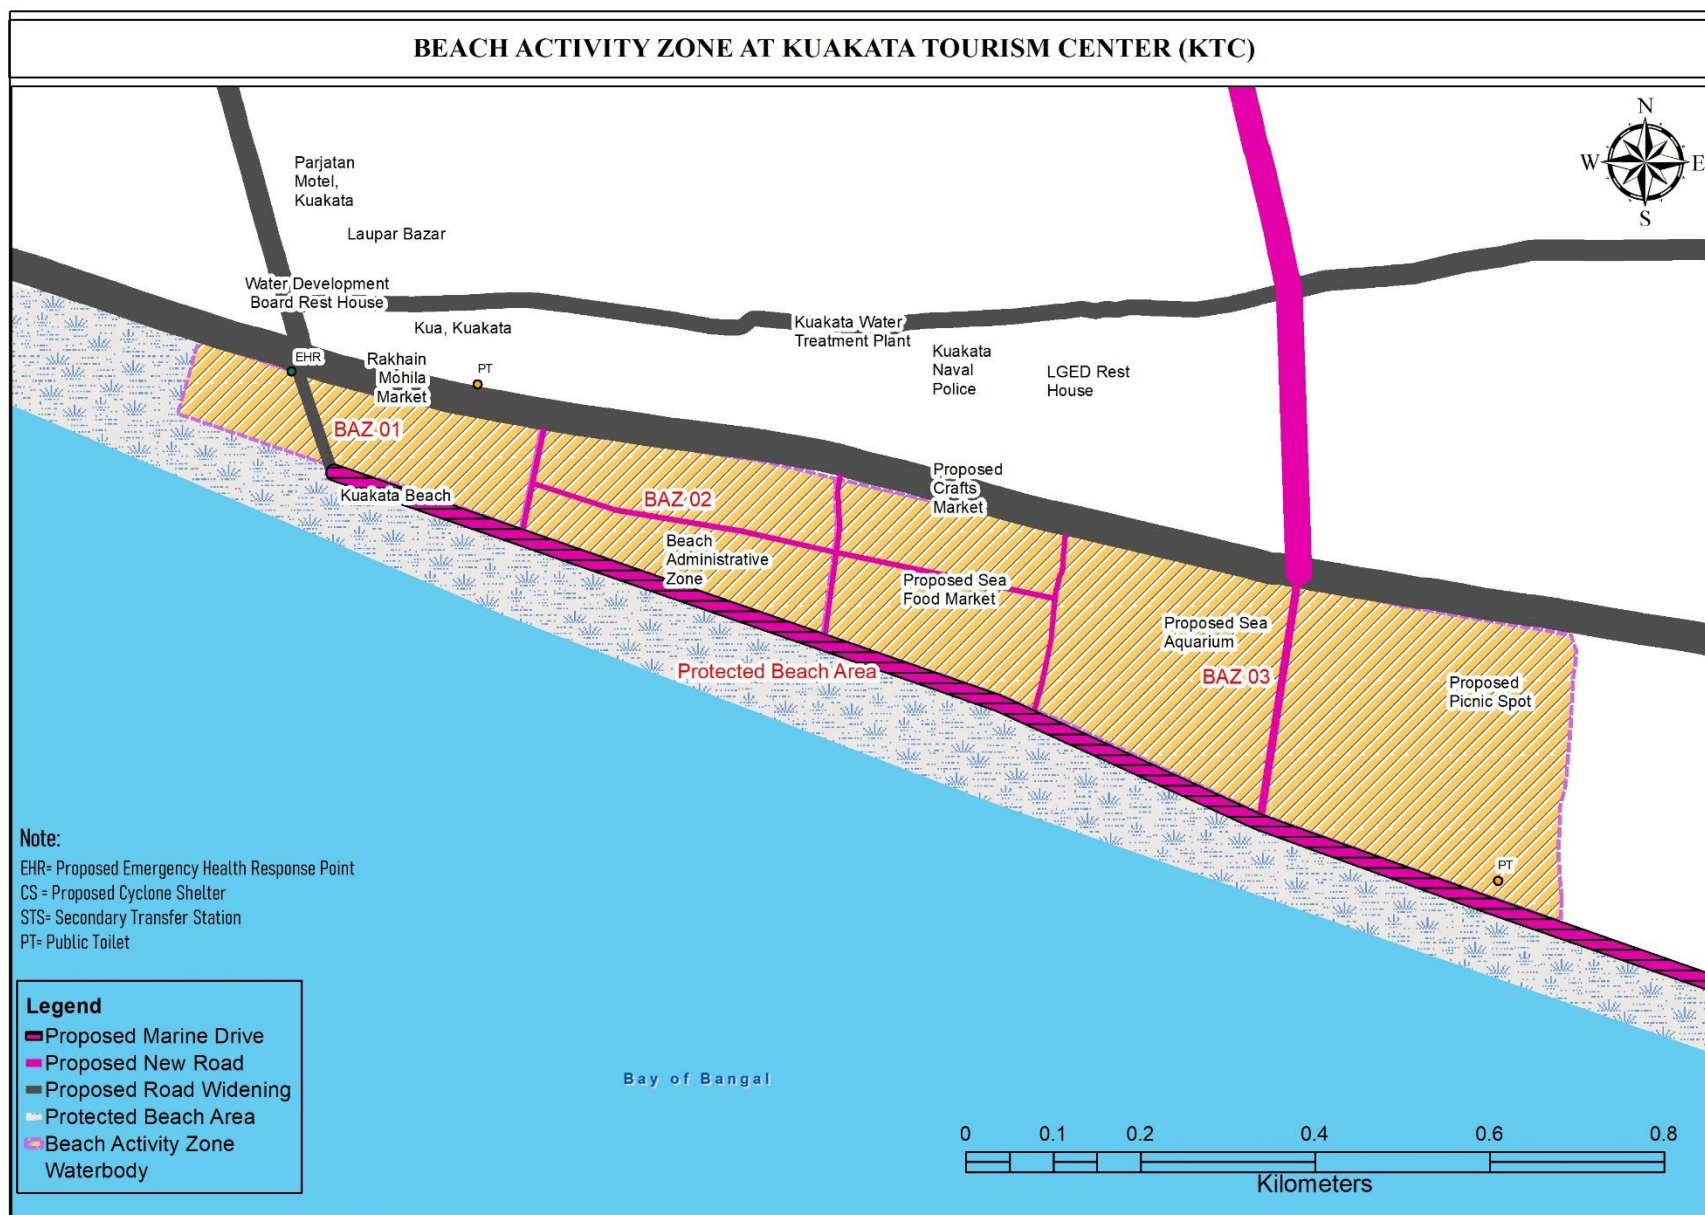 BEACH ACTIVITY ZONE AT KUAKATA TOURISM CENTER (KTC)
N
W
E
S
Parjatan
Motel,
Kuakata
Laupar Bazar
Water Development
Board Rest House
Kua, Kuakata
EHR
Rakhain
Mohila
Market
PT
Kuakata Water
Treatment Plant
Kuakata
Naval
Police
LGED Rest
House
BAZ 01
Kuakata Beach
BAZ 02
Beach
Administrative
Zone
Proposed
Crafts
Market
Proposed Sea
Food Market
Proposed Sea
Aquarium
BAZ 03
Proposed
Picnic Spot
Protected Beach Area
PT
Note:
EHR= Proposed Emergency Health Response Point
CS = Proposed Cyclone Shelter
STS= Secondary Transfer Station
PT= Public Toilet
Legend
Proposed Marine Drive
Proposed New Road
Proposed Road Widening
Protected Beach Area
Beach Activity Zone
Waterbody
Bay of Bangal
0 0.1 0.2 0.4 0.6 0.8
Kilometers